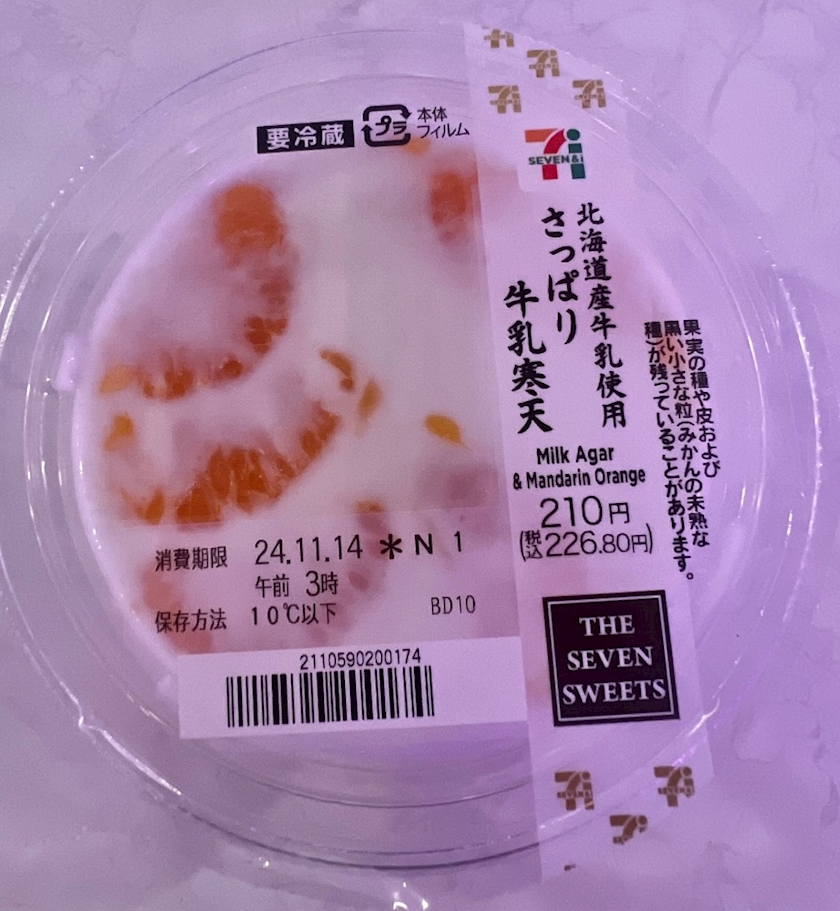 要冷蔵
プラ
本体
フィルム
SEVEN&i
北海道産牛乳使用
さっぱり
牛乳寒天
Milk Agar
& Mandarin Orange
210円
(税込226.80円)
果実の種や皮および
黒い小さな粒(みかんの未熟な
種)が残っていることがあります。
消費期限 24.11.14 * N 1
午前 3時
保存方法 10℃以下 BD10
2110590200174
THE
SEVEN
SWEETS